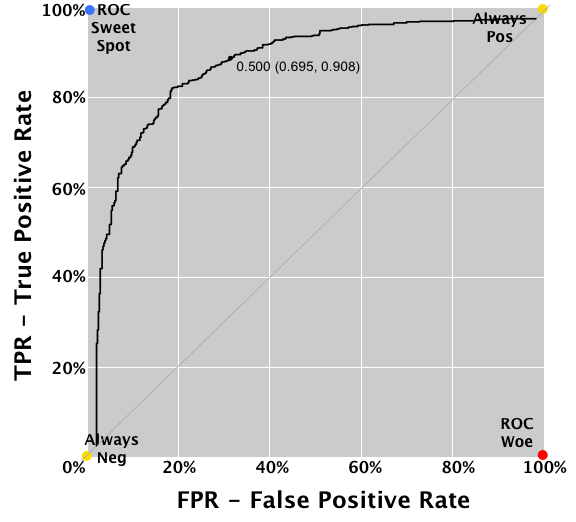 100%
ROC
Sweet
Spot
Always
Pos
0.500 (0.695, 0.908)
80%
60%
40%
20%
TPR – True Positive Rate
Always
Neg
ROC
Woe
0%
20%
40%
60%
80%
100%
FPR – False Positive Rate